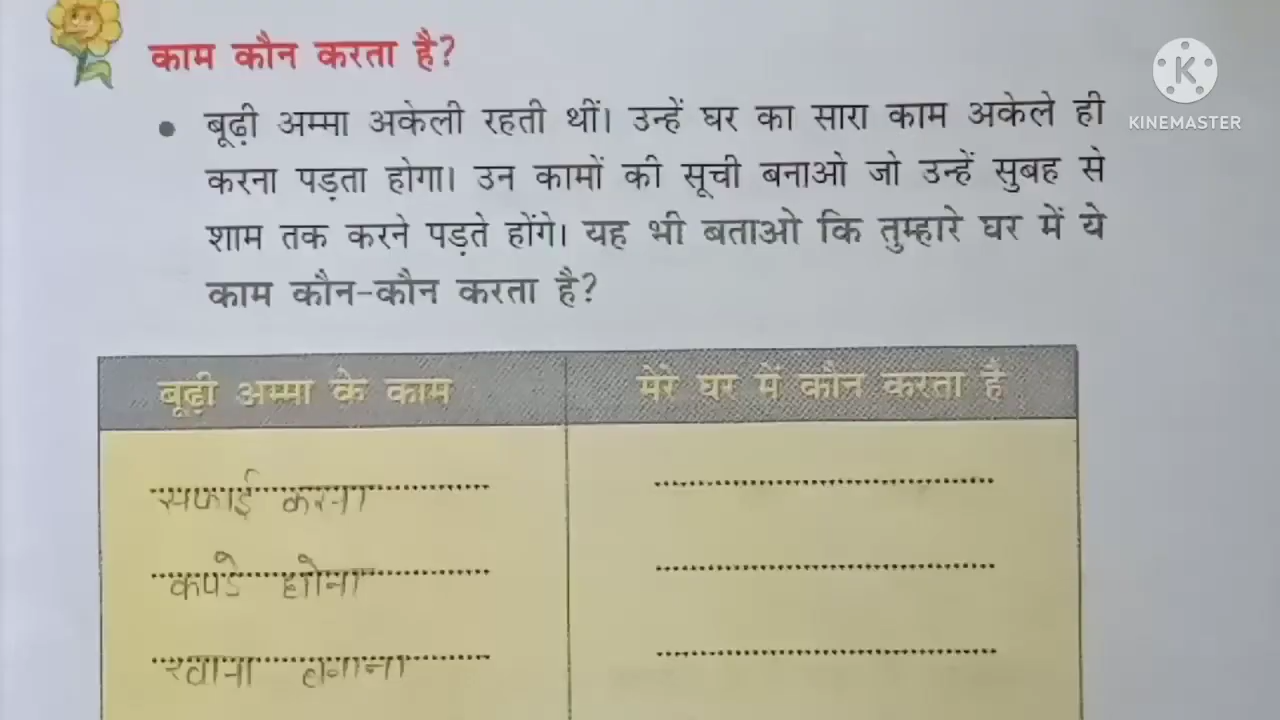 काम कौन करता है?
K
KINEMASTER
• बूढ़ी अम्मा अकेली रहती थीं। उन्हें घर का सारा काम अकेले ही
करना पड़ता होगा। उन कामों की सूची बनाओ जो उन्हें सुबह से
शाम तक करने पड़ते होंगे। यह भी बताओ कि तुम्हारे घर में ये
काम कौन-कौन करता है?
बूढ़ी अम्मा के काम
मेरे घर में कौन करता है
सफाई करना
कपडे धोना
खाना बनाना